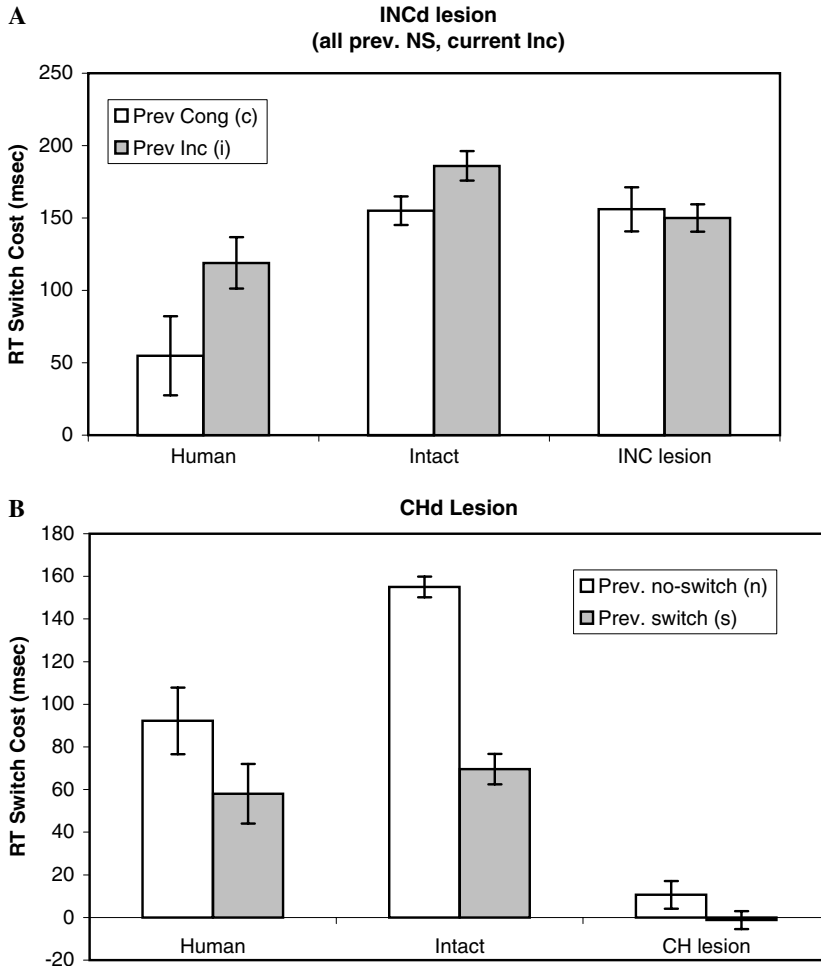 A
INCd lesion
(all prev. NS, current Inc)
RT Switch Cost (msec)
250
200
150
100
50
0
Prev Cong (c)
Prev Inc (i)
Human Intact INC lesion
B
CHd Lesion
RT Switch Cost (msec)
180
160
140
120
100
80
60
40
20
0
-20
Prev. no-switch (n)
Prev. switch (s)
Human Intact CH lesion